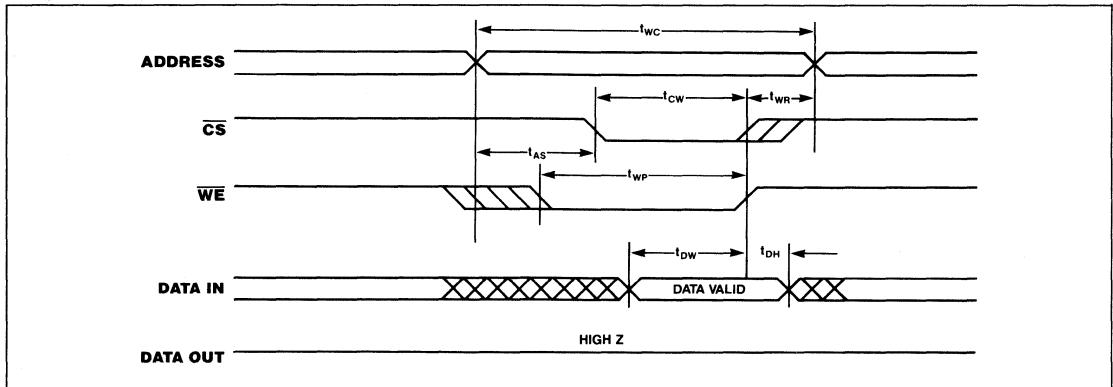 tWC
ADDRESS
tCW
tWR
CS
tAS
tWP
WE
tDW
tDH
DATA IN
DATA VALID
HIGH Z
DATA OUT